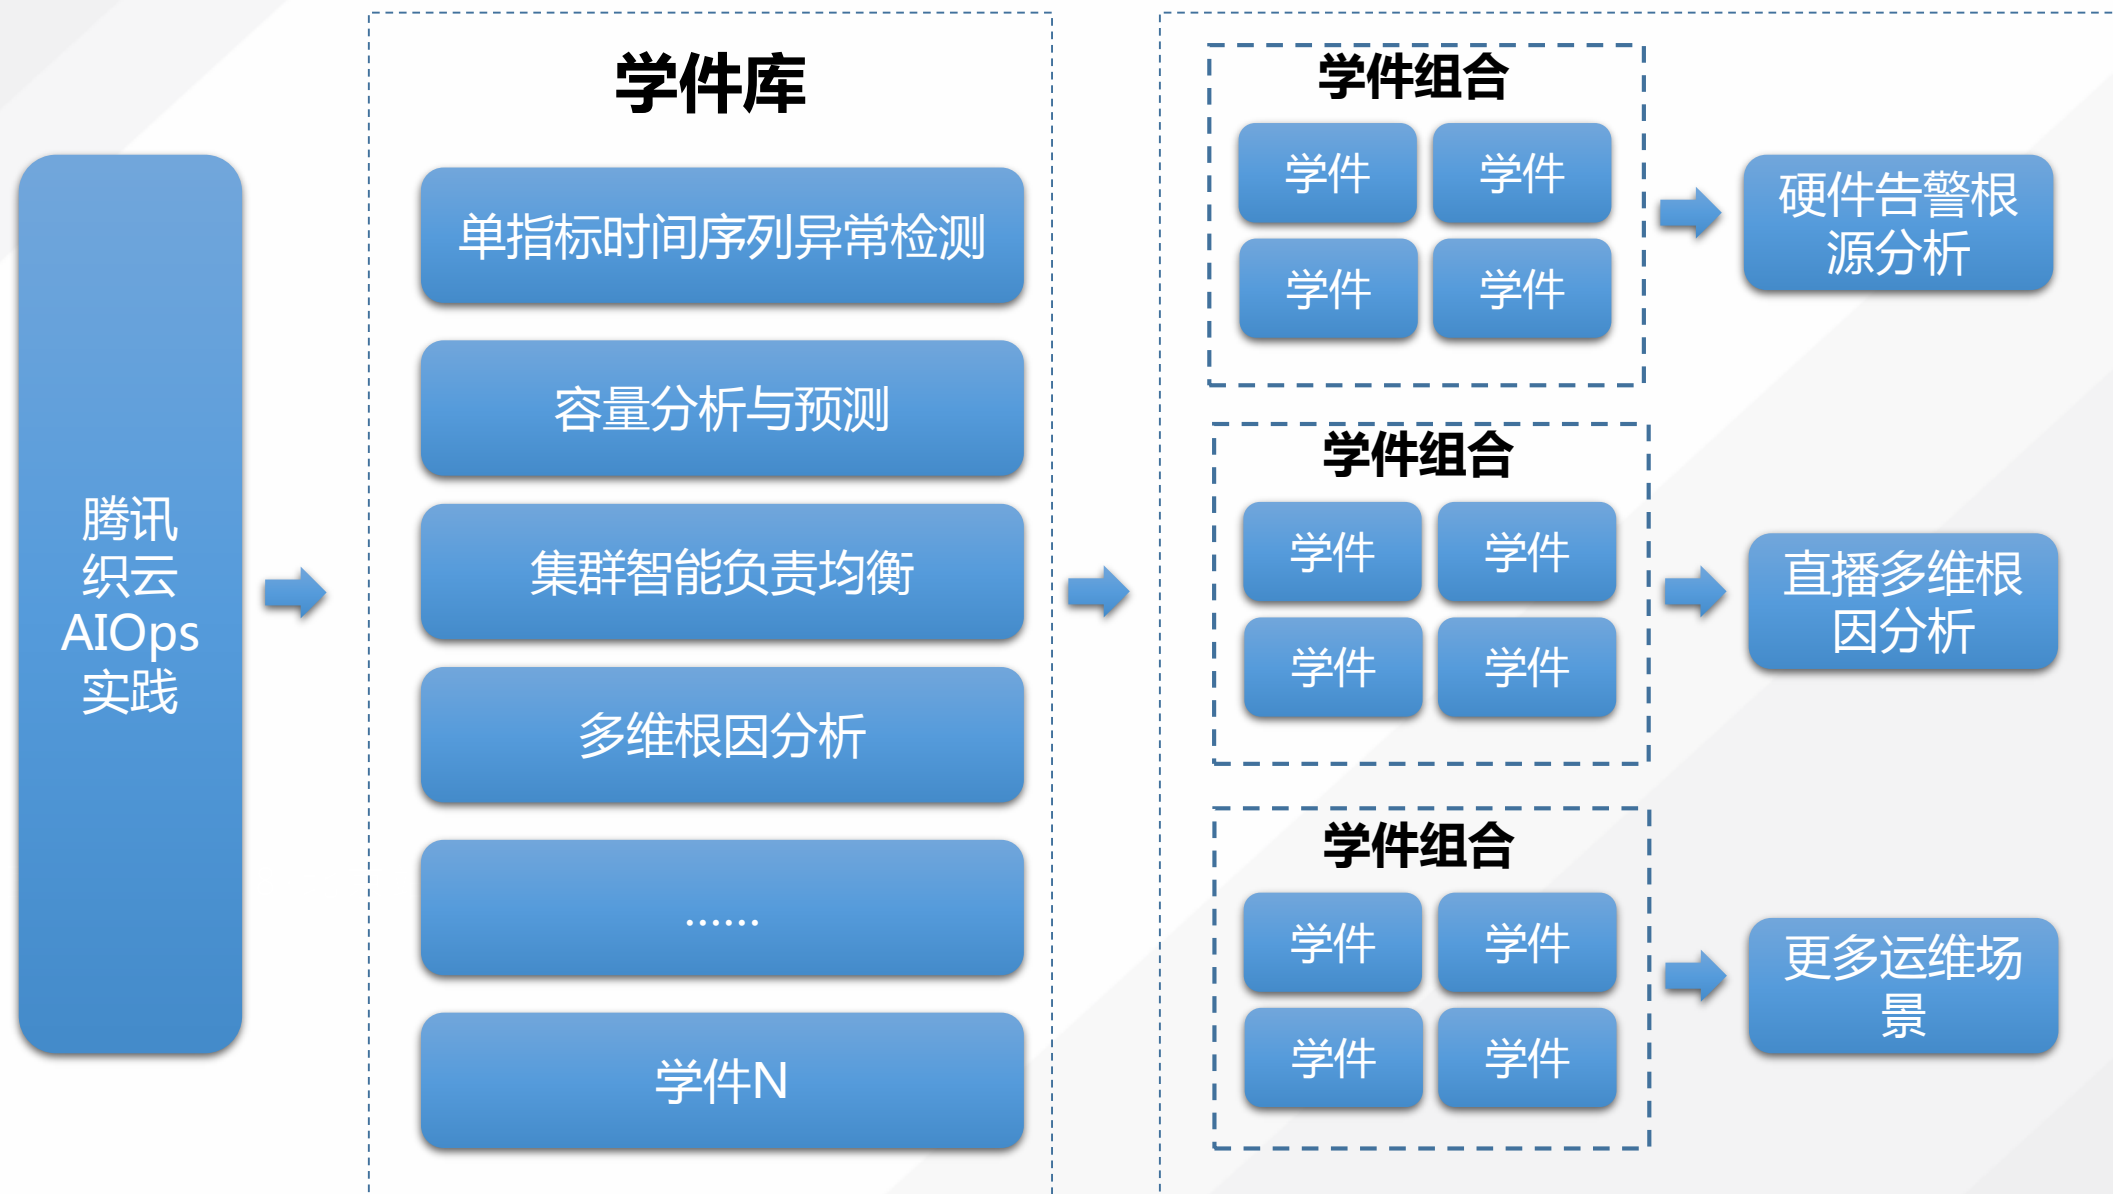 腾讯
织云
AIOps
实践
学件库
单指标时间序列异常检测
容量分析与预测
集群智能负责均衡
多维根因分析
……
学件N
学件组合
学件 学件
学件 学件
硬件告警根
源分析
学件组合
学件 学件
学件 学件
直播多维根
因分析
学件组合
学件 学件
学件 学件
更多运维场
景